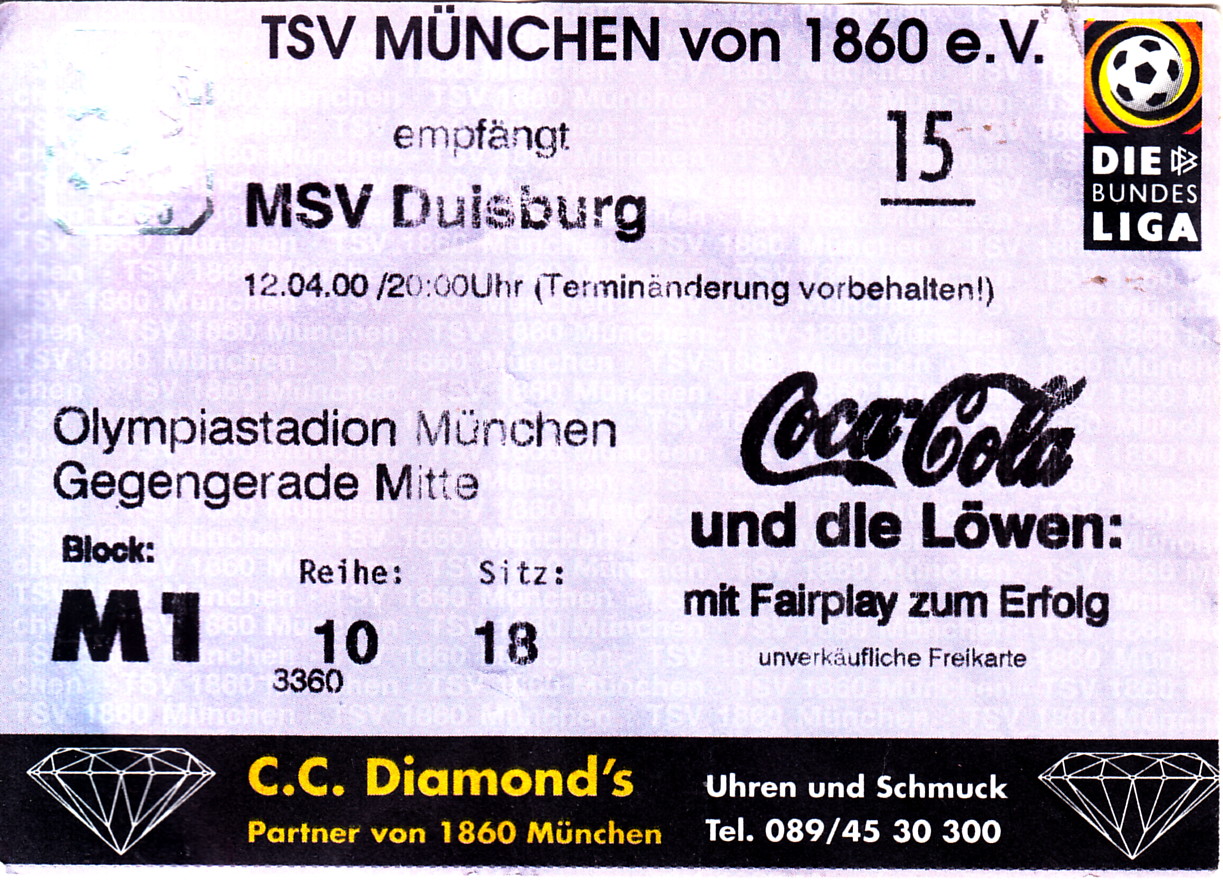 TSV MÜNCHEN von 1860 e.V.
empfängt
15
MSV Duisburg
12.04.00 /20:00Uhr (Terminänderung vorbehalten!)
DIE
BUNDES
LIGA
Olympiastadion München
Gegengerade Mitte
Block:
Reihe: Sitz:
M1 10 18
3360
Coca-Cola
und die Löwen:
mit Fairplay zum Erfolg
unverkäufliche Freikarte
C.C. Diamond's
Partner von 1860 München
Uhren und Schmuck
Tel. 089/45 30 300